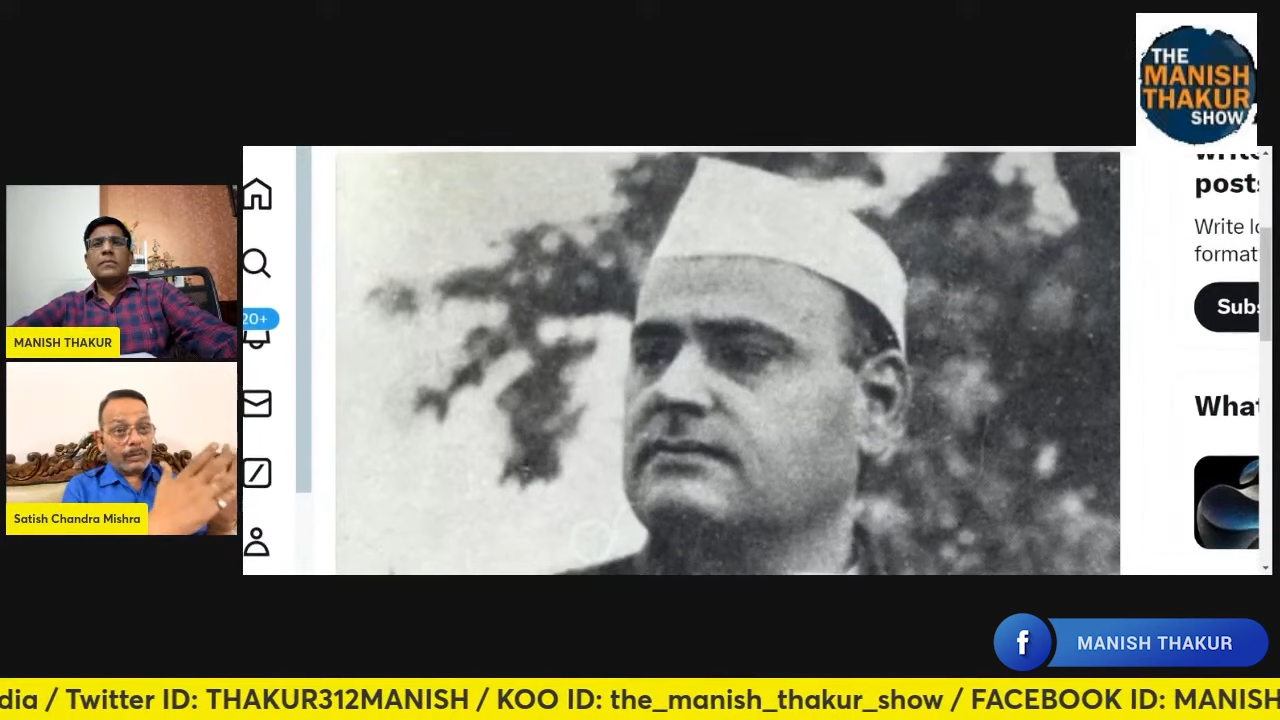 THE
MANISH
THAKUR
SHOW
write
posts
Write lo
format
20+
Subs
MANISH THAKUR
What
Satish Chandra Mishra
f MANISH THAKUR
dia / Twitter ID: THAKUR312MANISH / KOO ID: the_manish_thakur_show / FACEBOOK ID: MANISH